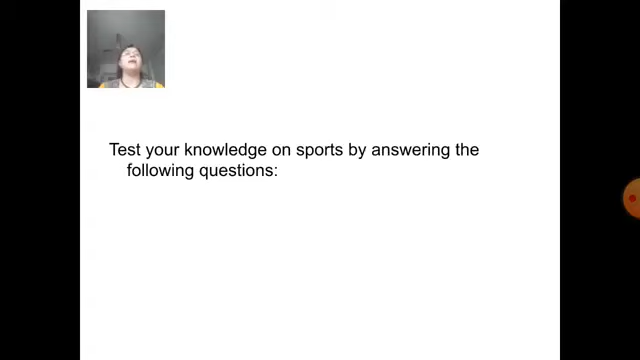 Test your knowledge on sports by answering the
following questions: